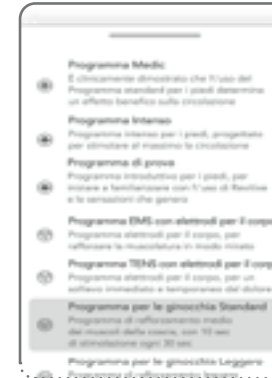 Programma Medic
È clinicamente dimostrato che l'uso del
Programma standard per i piedi determina
un effetto benefico sulla circolazione
Programma Intenso
Programma intenso per i piedi, progettato
per stimolare al massimo la circolazione
Programma di prova
Programma introduttivo per i piedi, per
iniziare a familiarizzare con l'uso di Revitive
e le sensazioni che genera
Programma EMS con elettrodi per il corpo
Programma elettrodi per il corpo, per
rafforzare la muscolatura in modo mirato
Programma TENS con elettrodi per il corpo
Programma elettrodi per il corpo, per un
sollievo immediato e temporaneo del dolore
Programma per le ginocchia Standard
Programma di rafforzamento medio
dei muscoli della coscia, con 10 sec
di stimolazione ogni 30 sec
Programma per le ginocchia Leggero